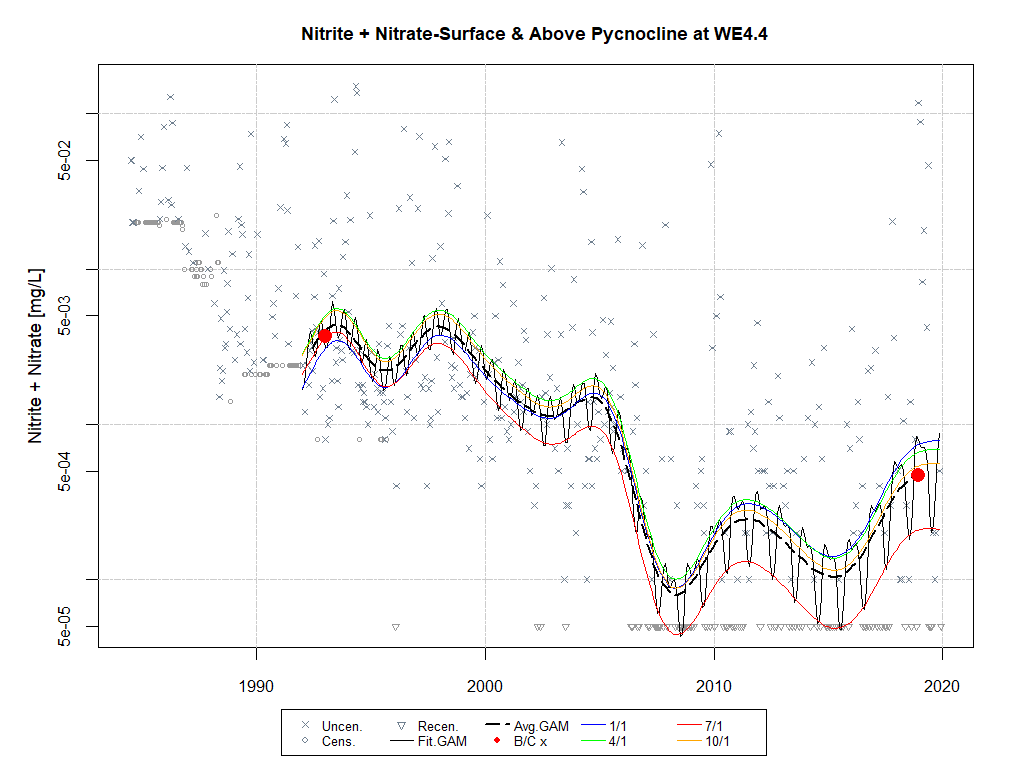 Nitrite + Nitrate-Surface & Above Pycnocline at WE4.4
Nitrite + Nitrate [mg/L]
5e-02
5e-03
5e-04
5e-05
1990 2000 2010 2020
Uncen. Recen. Avg.GAM 1/1 7/1
Cens. Fit.GAM B/C x 4/1 10/1